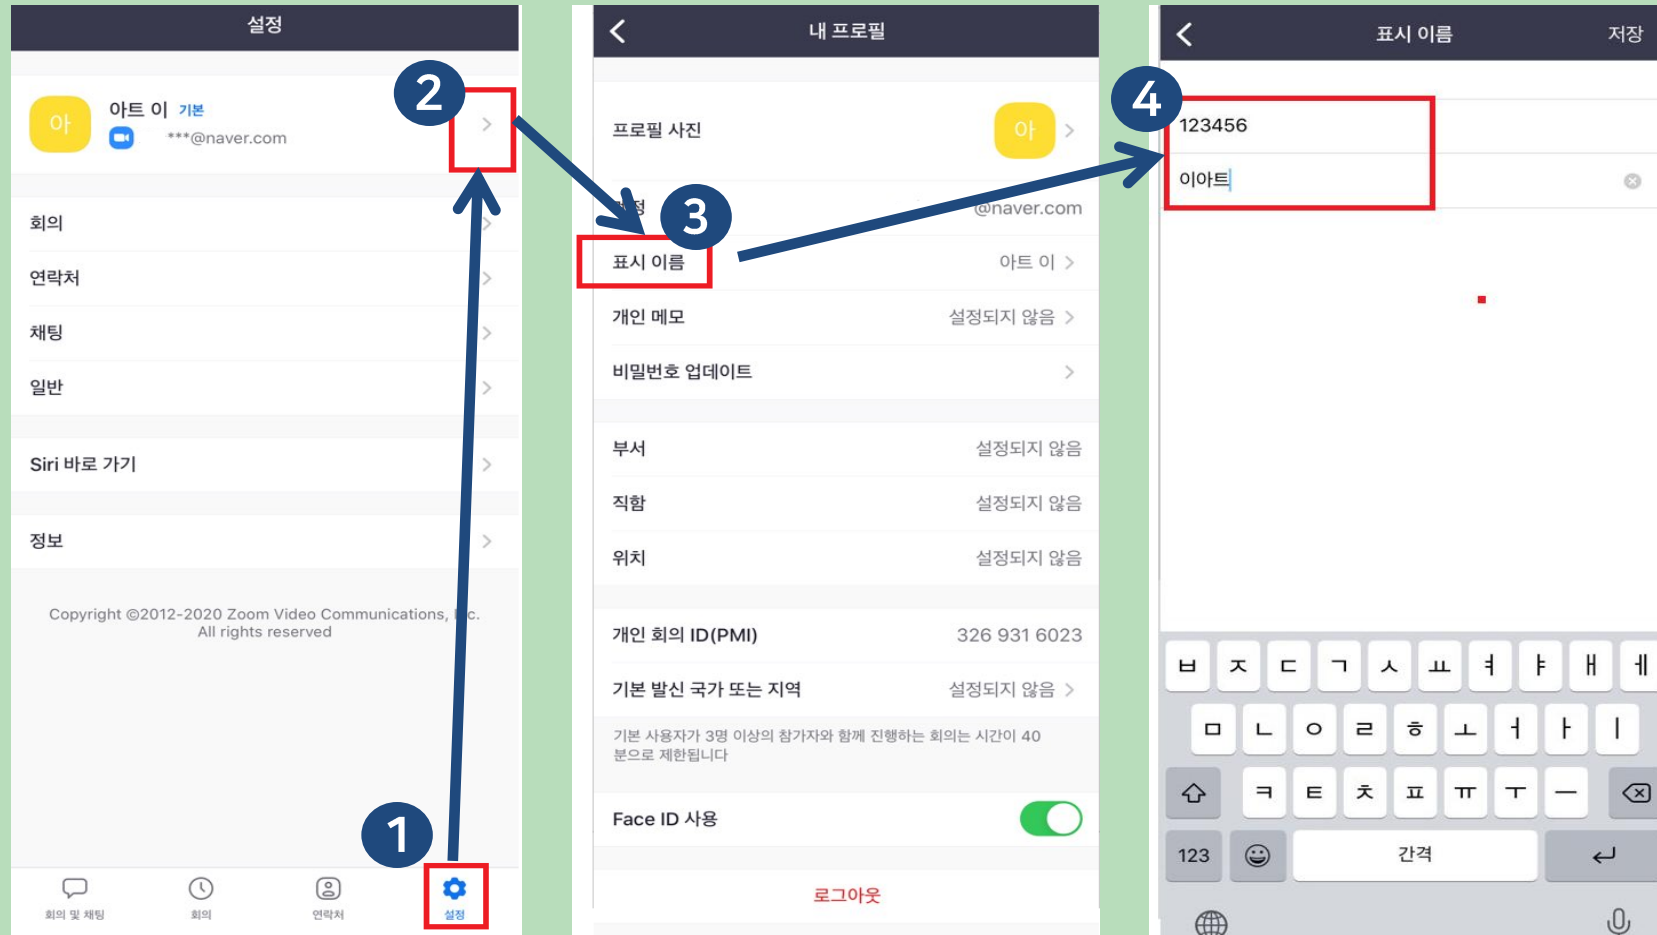 설정
아트 이 기본
아
***@naver.com
2
회의
연락처
채팅
일반
Siri 바로 가기
정보
Copyright ©2012-2020 Zoom Video Communications, c.
All rights reserved
1
회의 및 채팅
회의
연락처
설정
내 프로필
프로필 사진
아
@naver.com
3
표시 이름
아트 이
개인 메모
설정되지 않음
비밀번호 업데이트
부서
설정되지 않음
직함
설정되지 않음
위치
설정되지 않음
개인 회의 ID(PMI)
326 931 6023
기본 발신 국가 또는 지역
설정되지 않음
기본 사용자가 3명 이상의 참가자와 함께 진행하는 회의는 시간이 40
분으로 제한됩니다
Face ID 사용
로그아웃
표시 이름
저장
4
123456
이아트
ㅂ ㅈ ㄷ ㄱ ㅅ ㅛ ㅕ ㅑ ㅐ ㅔ
ㅁ ㄴ ㅇ ㄹ ㅎ ㅗ ㅓ ㅏ ㅣ
ㅋ ㅌ ㅊ ㅍ ㅠ ㅜ ㅡ
123
간격